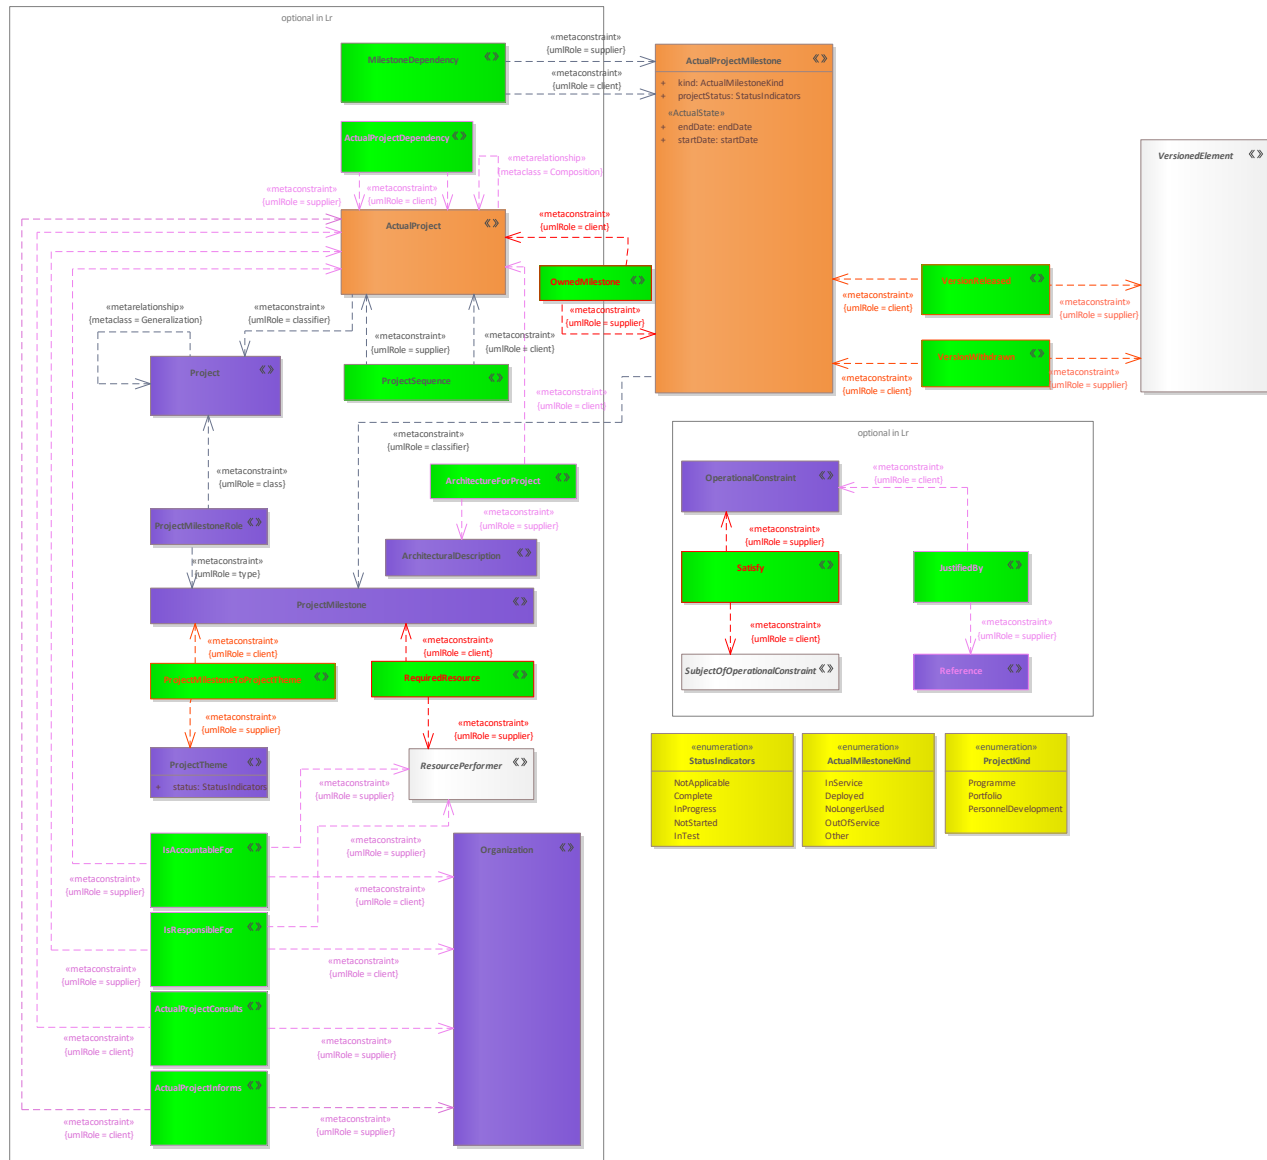 optional in Lr
MilestoneDependency
«metaconstraint»
{umlRole = supplier}
«metaconstraint»
{umlRole = client}
ActualProjectMilestone
+ kind: ActualMilestoneKind
+ projectStatus: StatusIndicators
«ActualState»
+ endDate: endDate
+ startDate: startDate
ActualProjectDependency
«metarelationship»
{metaclass = Composition}
«metaconstraint»
{umlRole = supplier}
«metaconstraint»
{umlRole = client}
VersionedElement
ActualProject
«metaconstraint»
{umlRole = client}
OwnedMilestone
«metaconstraint»
{umlRole = supplier}
VersionReleased
«metaconstraint»
{umlRole = client}
«metaconstraint»
{umlRole = supplier}
«metarelationship»
{metaclass = Generalization}
«metaconstraint»
{umlRole = classifier}
«metaconstraint»
{umlRole = supplier}
«metaconstraint»
{umlRole = client}
VersionWithdrawn
«metaconstraint»
{umlRole = client}
«metaconstraint»
{umlRole = supplier}
Project
ProjectSequence
«metaconstraint»
{umlRole = client}
«metaconstraint»
{umlRole = classifier}
optional in Lr
«metaconstraint»
{umlRole = class}
ArchitectureForProject
«metaconstraint»
{umlRole = supplier}
OperationalConstraint
«metaconstraint»
{umlRole = client}
ProjectMilestoneRole
«metaconstraint»
{umlRole = supplier}
ArchitecturalDescription
«metaconstraint»
{umlRole = type}
Satisfy
JustifiedBy
ProjectMilestone
«metaconstraint»
{umlRole = client}
«metaconstraint»
{umlRole = supplier}
«metaconstraint»
{umlRole = client}
«metaconstraint»
{umlRole = client}
SubjectOfOperationalConstraint
Reference
ProjectMilestoneToProjectTheme
RequiredResource
«metaconstraint»
{umlRole = supplier}
«metaconstraint»
{umlRole = supplier}
ProjectTheme
+ status: StatusIndicators
ResourcePerformer
«metaconstraint»
{umlRole = supplier}
«enumeration»
StatusIndicators
NotApplicable
Complete
InProgress
NotStarted
InTest
«enumeration»
ActualMilestoneKind
InService
Deployed
NoLongerUsed
OutOfService
Other
«enumeration»
ProjectKind
Programme
Portfolio
PersonnelDevelopment
IsAccountableFor
«metaconstraint»
{umlRole = supplier}
Organization
«metaconstraint»
{umlRole = supplier}
«metaconstraint»
{umlRole = client}
IsResponsibleFor
«metaconstraint»
{umlRole = supplier}
«metaconstraint»
{umlRole = client}
ActualProjectConsults
«metaconstraint»
{umlRole = client}
«metaconstraint»
{umlRole = supplier}
ActualProjectInforms
«metaconstraint»
{umlRole = client}
«metaconstraint»
{umlRole = supplier}